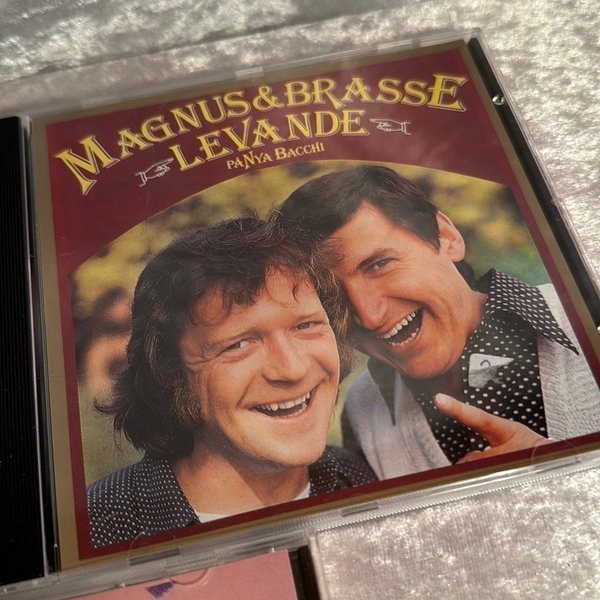 MAGNUS & BRASSE
LEVANDE
PÅ NYA BACCHI